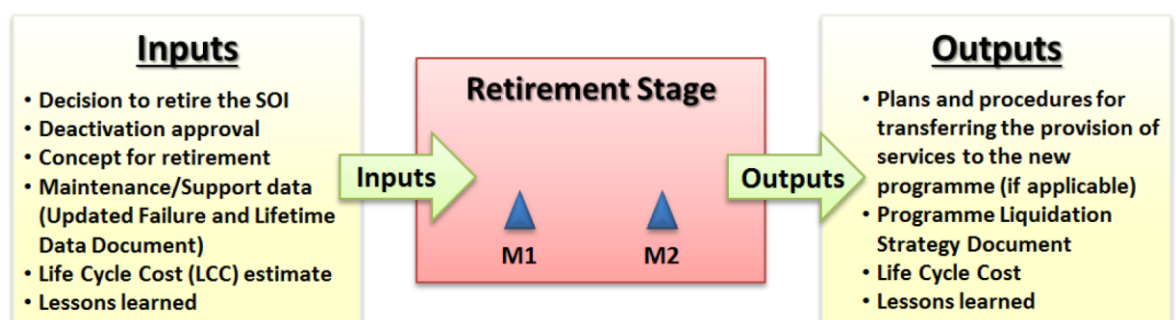 Inputs
• Decision to retire the SOI
• Deactivation approval
• Concept for retirement
• Maintenance/Support data
(Updated Failure and Lifetime
Data Document)
• Life Cycle Cost (LCC) estimate
• Lessons learned
Inputs
Retirement Stage
M1
M2
Outputs
Outputs
• Plans and procedures for
transferring the provision of
services to the new
programme (if applicable)
• Programme Liquidation
Strategy Document
• Life Cycle Cost
• Lessons learned